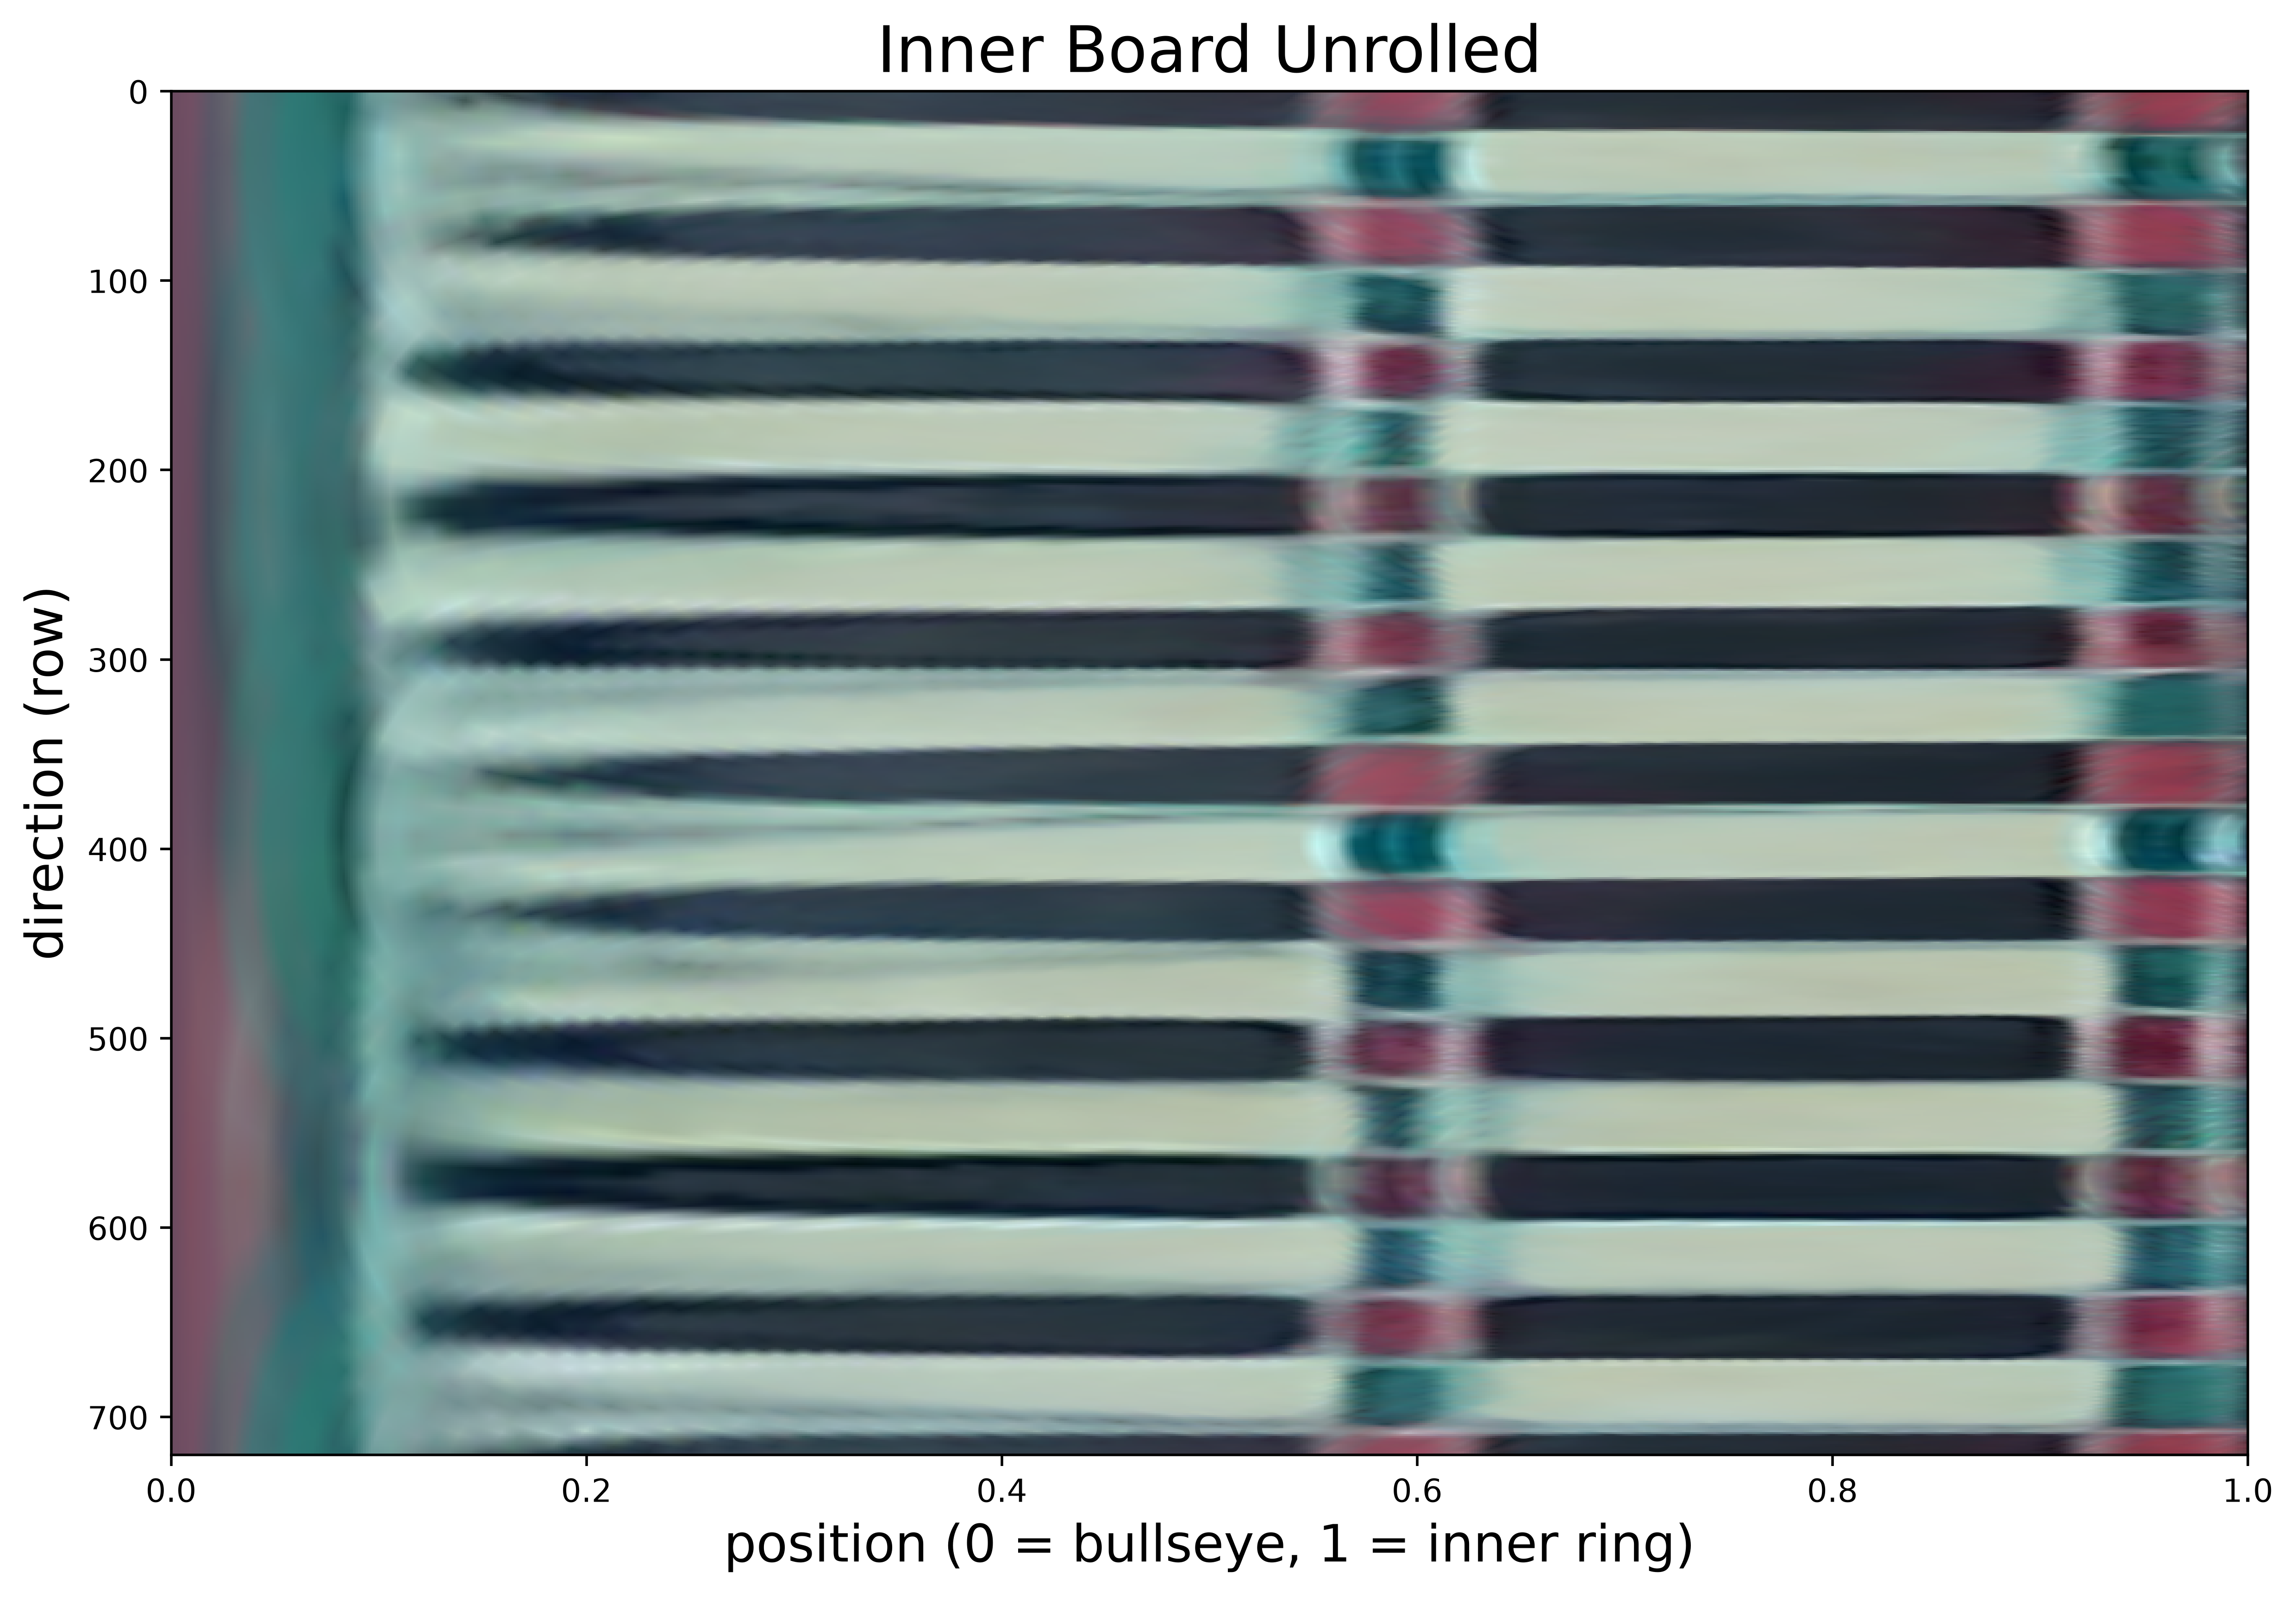 Inner Board Unrolled
0
100
200
300
400
500
600
700
direction (row)
0.0 0.2 0.4 0.6 0.8 1.0
position (0 = bullseye, 1 = inner ring)